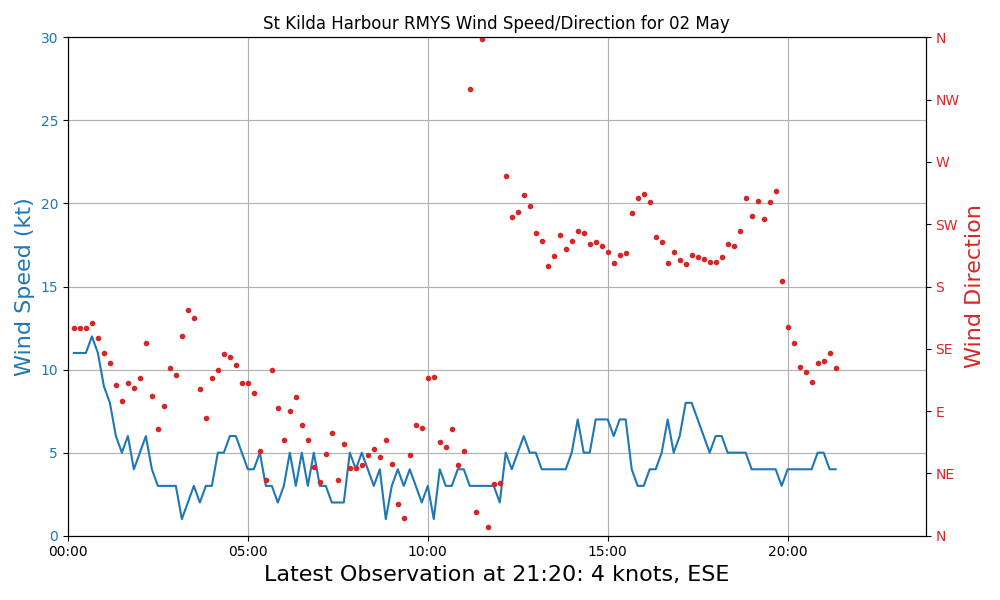 St Kilda Harbour RMYS Wind Speed/Direction for 02 May
30
25
20
15
10
5
0
Wind Speed (kt)
N
NW
W
SW
S
SE
E
NE
N
Wind Direction
00:00 05:00 10:00 15:00 20:00
Latest Observation at 21:20: 4 knots, ESE